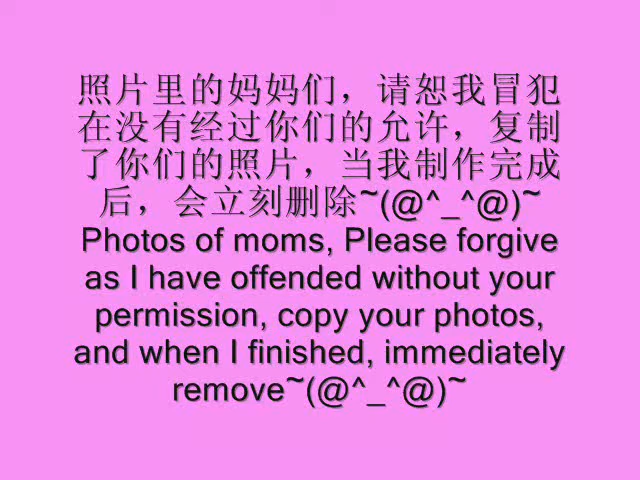 照片里的妈妈们，请恕我冒犯
在没有经过你们的允许，复制
了你们的照片，当我制作完成
后，会立刻删除~(@^_^@)~
Photos of moms, Please forgive
as I have offended without your
permission, copy your photos,
and when I finished, immediately
remove~(@^_^@)~